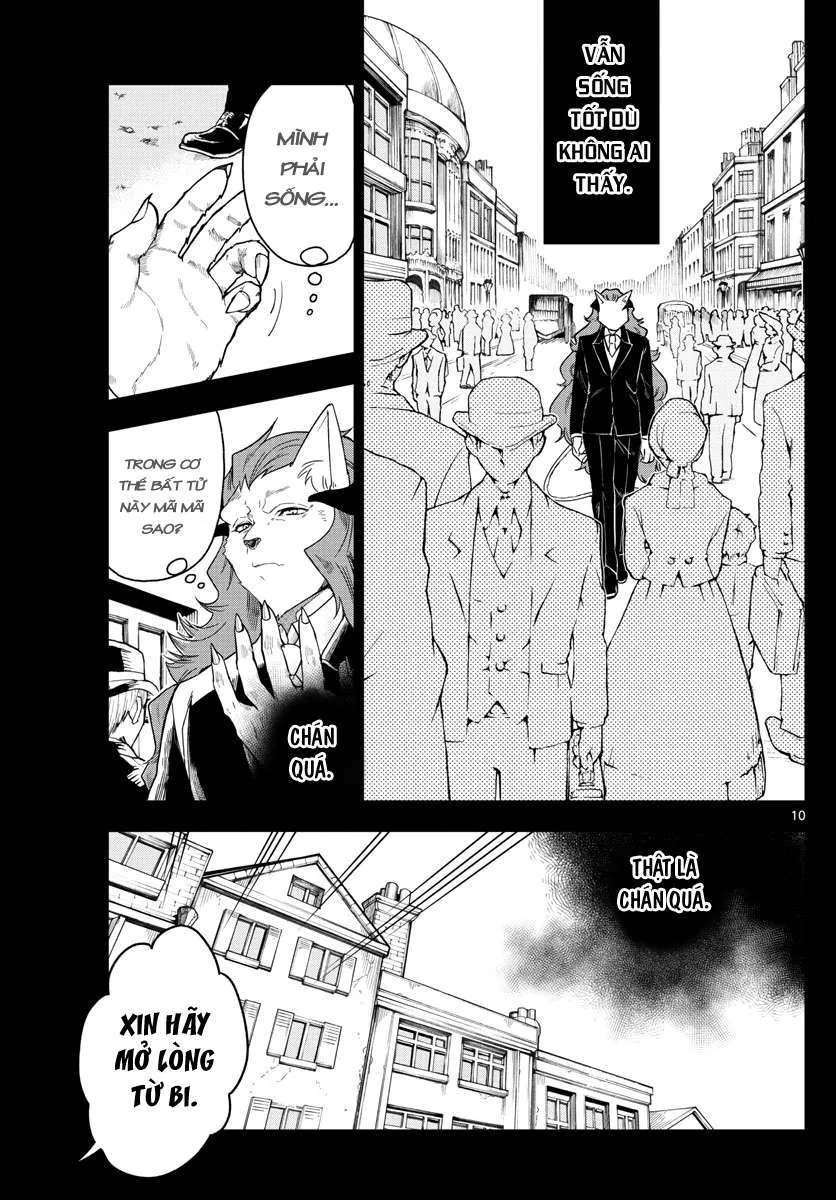 VẪN
SỐNG
TỐT DÙ
KHÔNG AI
THẤY.
MÌNH
PHẢI
SỐNG...
TRONG CƠ
THỂ BẤT TỬ
NÀY MÃI MÃI
SAO?
CHÁN
QUÁ.
10
THẬT LÀ
CHÁN QUÁ.
XIN HÃY
MỞ LÒNG
TỪ BI.